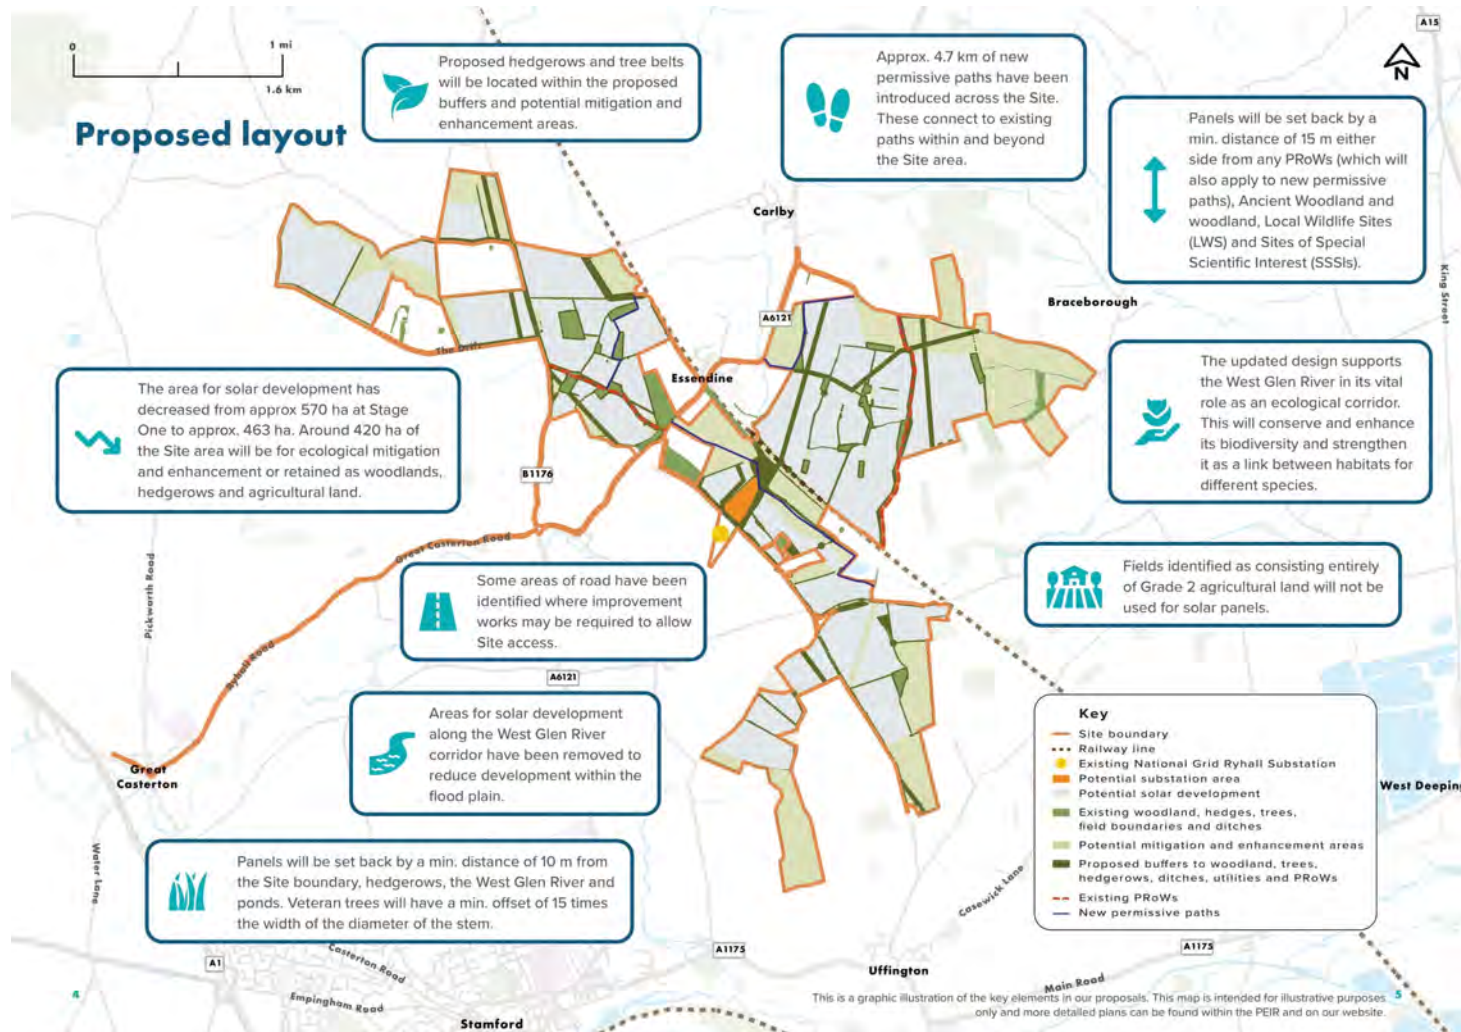 0
1 mi
1.6 km
A15
N
Proposed layout
Proposed hedgerows and tree belts
will be located within the proposed
buffers and potential mitigation and
enhancement areas.
Approx. 4.7 km of new
permissive paths have been
introduced across the Site.
These connect to existing
paths within and beyond
the Site area.
Panels will be set back by a
min. distance of 15 m either
side from any PRoWs (which will
also apply to new permissive
paths), Ancient Woodland and
woodland, Local Wildlife Sites
(LWS) and Sites of Special
Scientific Interest (SSSIs).
Carlby
Braceborough
King Street
A6121
The Drift
Essendine
The area for solar development has
decreased from approx 570 ha at Stage
One to approx. 463 ha. Around 420 ha of
the Site area will be for ecological mitigation
and enhancement or retained as woodlands,
hedgerows and agricultural land.
The updated design supports
the West Glen River in its vital
role as an ecological corridor.
This will conserve and enhance
its biodiversity and strengthen
it as a link between habitats for
different species.
B1176
Great Casterton Road
Pickworth Road
Ryhall Road
Some areas of road have been
identified where improvement
works may be required to allow
Site access.
Fields identified as consisting entirely
of Grade 2 agricultural land will not be
used for solar panels.
A6121
Areas for solar development
along the West Glen River
corridor have been removed to
reduce development within the
flood plain.
Great
Casterton
Key
Site boundary
Railway line
Existing National Grid Ryhall Substation
Potential substation area
Potential solar development
Existing woodland, hedges, trees,
field boundaries and ditches
Potential mitigation and enhancement areas
Proposed buffers to woodland, trees,
hedgerows, ditches, utilities and PRoWs
Existing PRoWs
New permissive paths
West Deeping
Water Lane
Panels will be set back by a min. distance of 10 m from
the Site boundary, hedgerows, the West Glen River and
ponds. Veteran trees will have a min. offset of 15 times
the width of the diameter of the stem.
Casewick Lane
A1
Casterton Road
Empingham Road
Stamford
A1175
Uffington
Main Road
A1175
This is a graphic illustration of the key elements in our proposals. This map is intended for illustrative purposes
only and more detailed plans can be found within the PEIR and on our website.
4
5